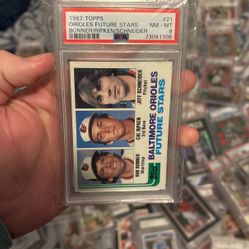 1982 TOPPS #21
ORIOLES FUTURE STARS NM - MT
BONNER/RIPKEN/SCHNEIDER 8
PSA 73041108
JEFF SCHNEIDER
Pitcher
CAL RIPKEN
3rd Base
BOB BONNER
Shortstop
BALTIMORE ORIOLES
FUTURE STARS